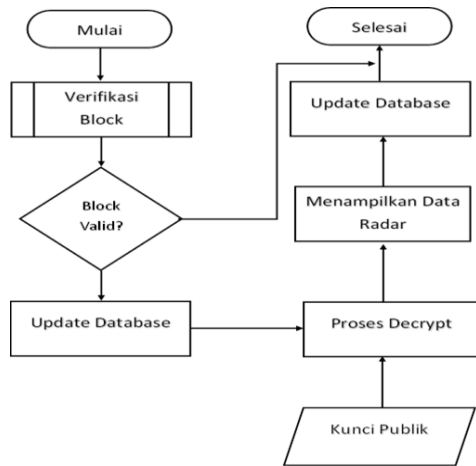 Mulai
Verifikasi
Block
Block
Valid?
Update Database
Selesai
Update Database
Menampilkan Data
Radar
Proses Decrypt
Kunci Publik